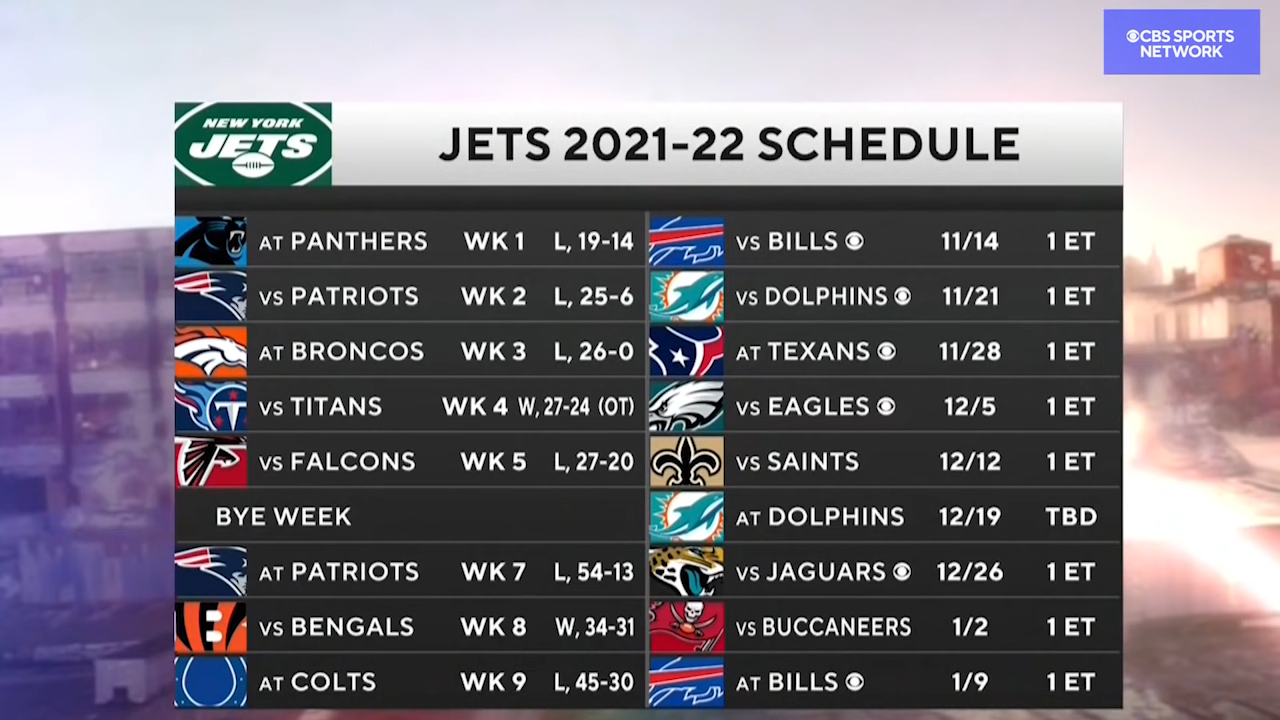 CBS SPORTS
NETWORK
NEW YORK
JETS
JETS 2021-22 SCHEDULE
AT PANTHERS WK 1 L, 19-14
VS PATRIOTS WK 2 L, 25-6
AT BRONCOS WK 3 L, 26-0
VS TITANS WK 4 W, 27-24 (OT)
VS FALCONS WK 5 L, 27-20
BYE WEEK
AT PATRIOTS WK 7 L, 54-13
VS BENGALS WK 8 W, 34-31
AT COLTS WK 9 L, 45-30
VS BILLS 11/14 1 ET
VS DOLPHINS 11/21 1 ET
AT TEXANS 11/28 1 ET
VS EAGLES 12/5 1 ET
VS SAINTS 12/12 1 ET
AT DOLPHINS 12/19 TBD
VS JAGUARS 12/26 1 ET
VS BUCCANEERS 1/2 1 ET
AT BILLS 1/9 1 ET